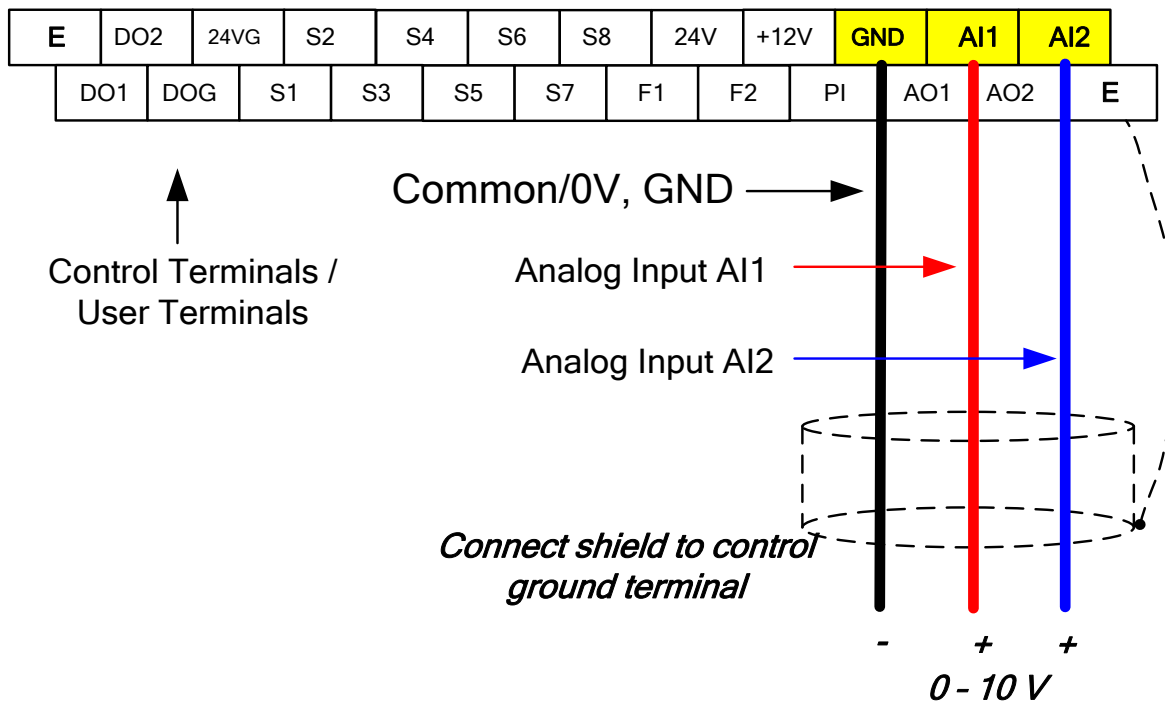 E DO2 24VG S2 S4 S6 S8 24V +12V GND AI1 AI2
DO1 DOG S1 S3 S5 S7 F1 F2 PI AO1 AO2 E
Common/0V, GND
Control Terminals /
User Terminals
Analog Input AI1
Analog Input AI2
Connect shield to control
ground terminal
- + +
0 - 10 V